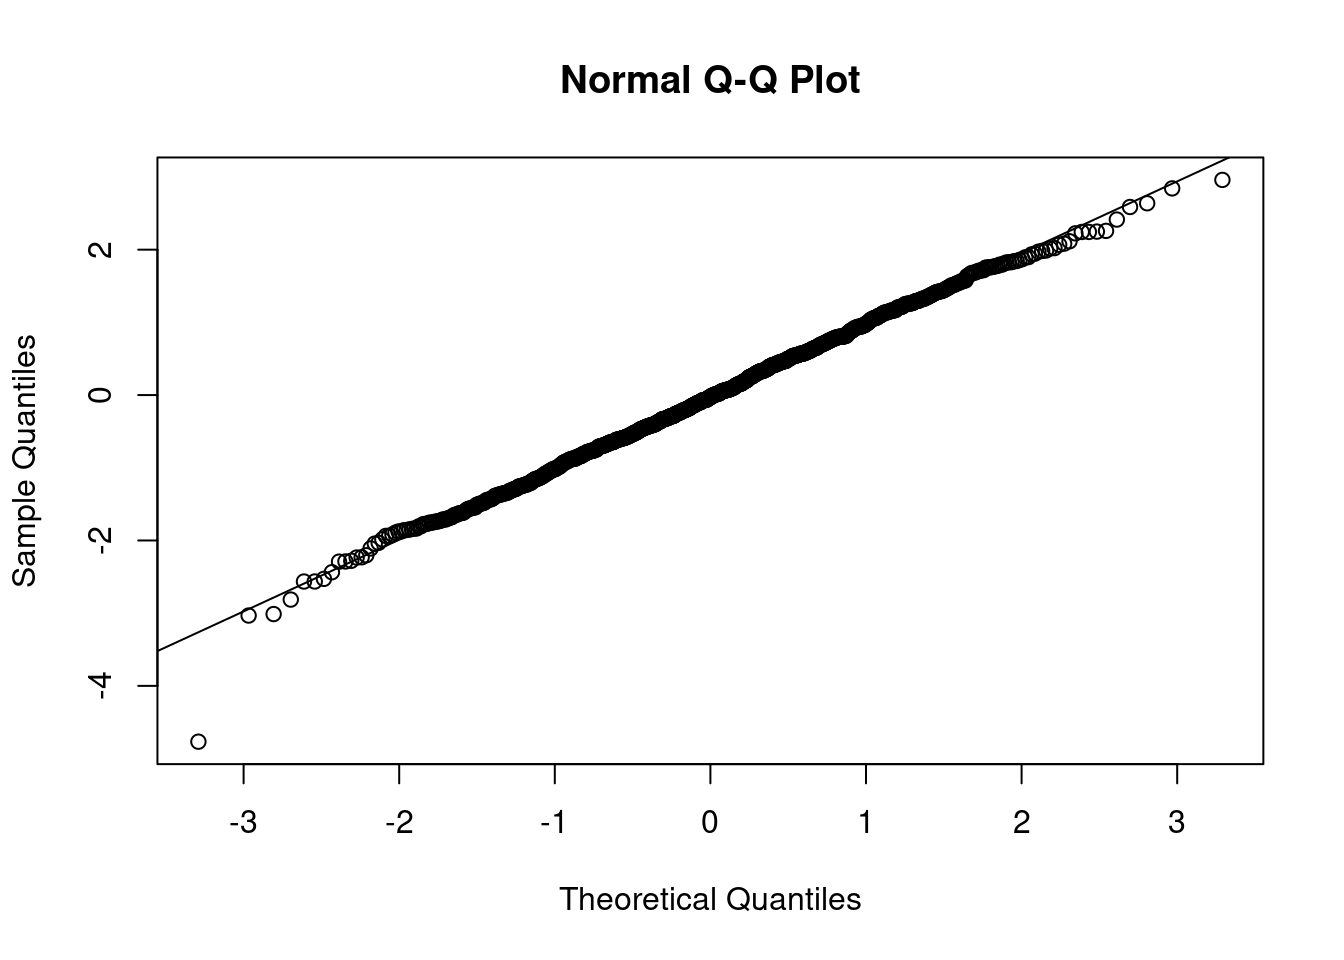 Normal Q-Q Plot
Sample Quantiles
2
0
-2
-4
-3 -2 -1 0 1 2 3
Theoretical Quantiles